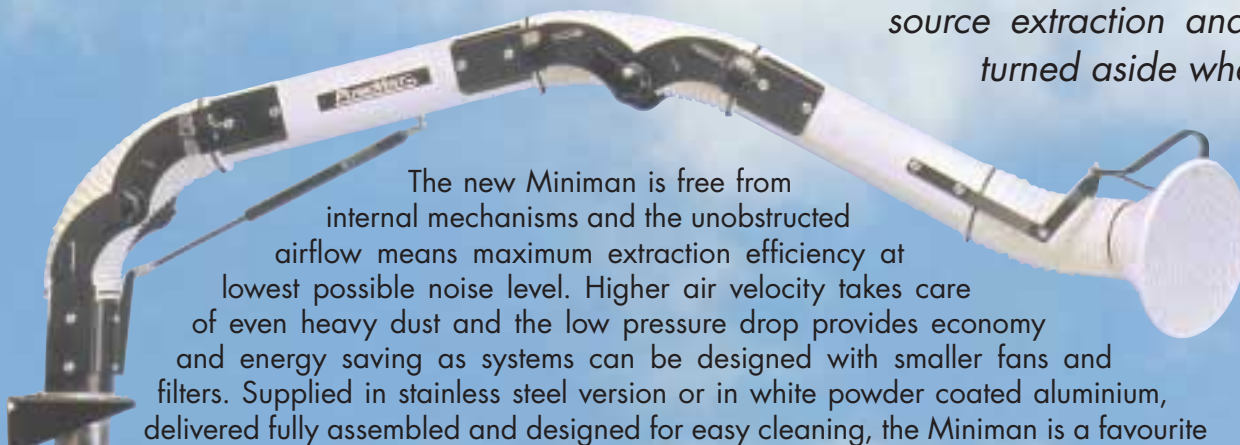 source extraction and
turned aside
The new Miniman is free from
internal mechanisms and the unobstructed
airflow means maximum extraction efficiency at
lowest possible noise level. Higher air velocity takes care
of even heavy dust and the low pressure drop provides economy
and energy saving as systems can be designed with smaller fans and
filters. Supplied in stainless steel version or in white powder coated aluminium,
delivered fully assembled and designed for easy cleaning, the Miniman is a favourite